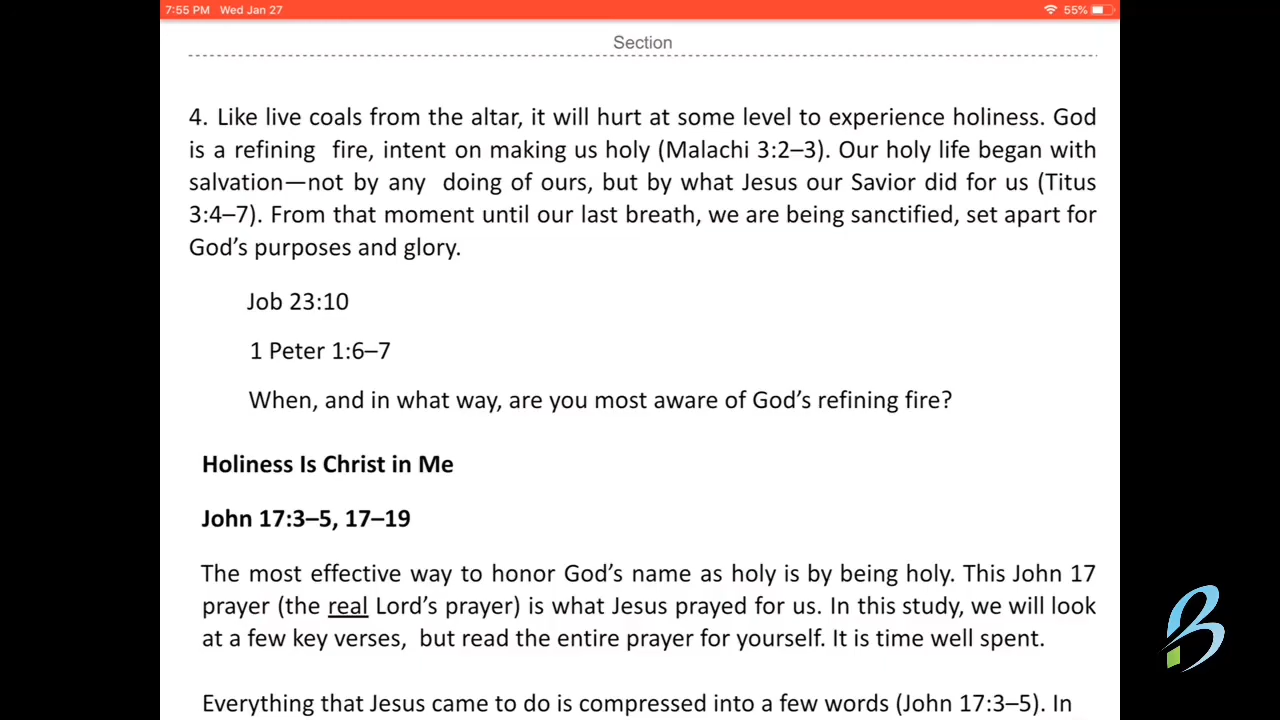 7:55 PM Wed Jan 27 55%
Section
4. Like live coals from the altar, it will hurt at some level to experience holiness. God
is a refining fire, intent on making us holy (Malachi 3:2–3). Our holy life began with
salvation—not by any doing of ours, but by what Jesus our Savior did for us (Titus
3:4–7). From that moment until our last breath, we are being sanctified, set apart for
God’s purposes and glory.
Job 23:10
1 Peter 1:6–7
When, and in what way, are you most aware of God’s refining fire?
Holiness Is Christ in Me
John 17:3–5, 17–19
The most effective way to honor God’s name as holy is by being holy. This John 17
prayer (the real Lord’s prayer) is what Jesus prayed for us. In this study, we will look
at a few key verses, but read the entire prayer for yourself. It is time well spent.
Everything that Jesus came to do is compressed into a few words (John 17:3–5). In